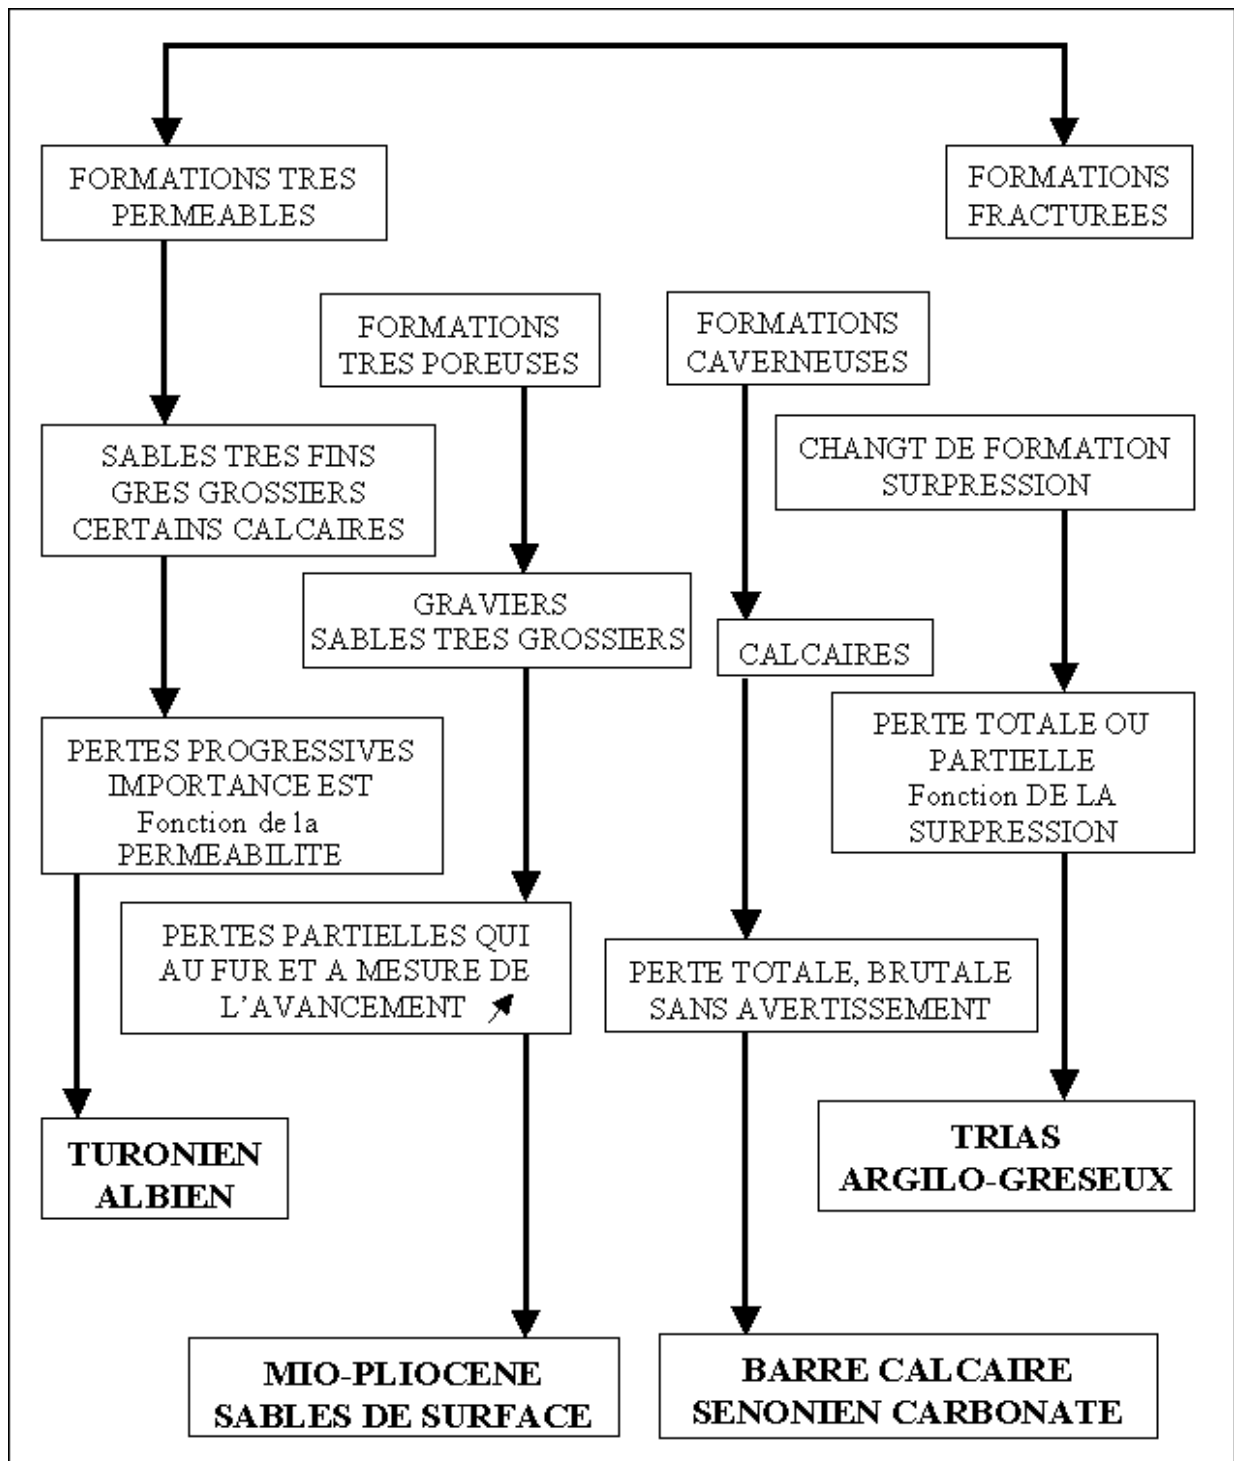 FORMATIONS TRES
PERMEABLES
FORMATIONS
FRACTUREES
FORMATIONS
TRES POREUSES
FORMATIONS
CAVERNEUSES
SABLES TRES FINS
GRES GROSSIERS
CERTAINS CALCAIRES
CHANGT DE FORMATION
SURPRESSION
GRAVIERS
SABLES TRES GROSSIERS
CALCAIRES
PERTES PROGRESSIVES
IMPORTANCE EST
Fonction de la
PERMEABILITE
PERTE TOTALE OU
PARTIELLE
Fonction DE LA
SURPRESSION
PERTES PARTIELLES QUI
AU FUR ET A MESURE DE
L'AVANCEMENT
PERTE TOTALE, BRUTALE
SANS AVERTISSEMENT
TURONIEN
ALBIEN
TRIAS
ARGILO-GRESEUX
MIO-PLIOCENE
SABLES DE SURFACE
BARRE CALCAIRE
SENONIEN CARBONATE